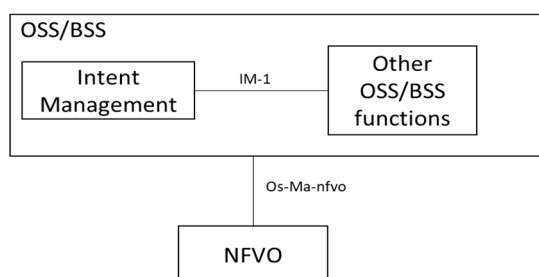 OSS/BSS
Intent
Management
IM-1
Other
OSS/BSS
functions
Os-Ma-nfvo
NFVO